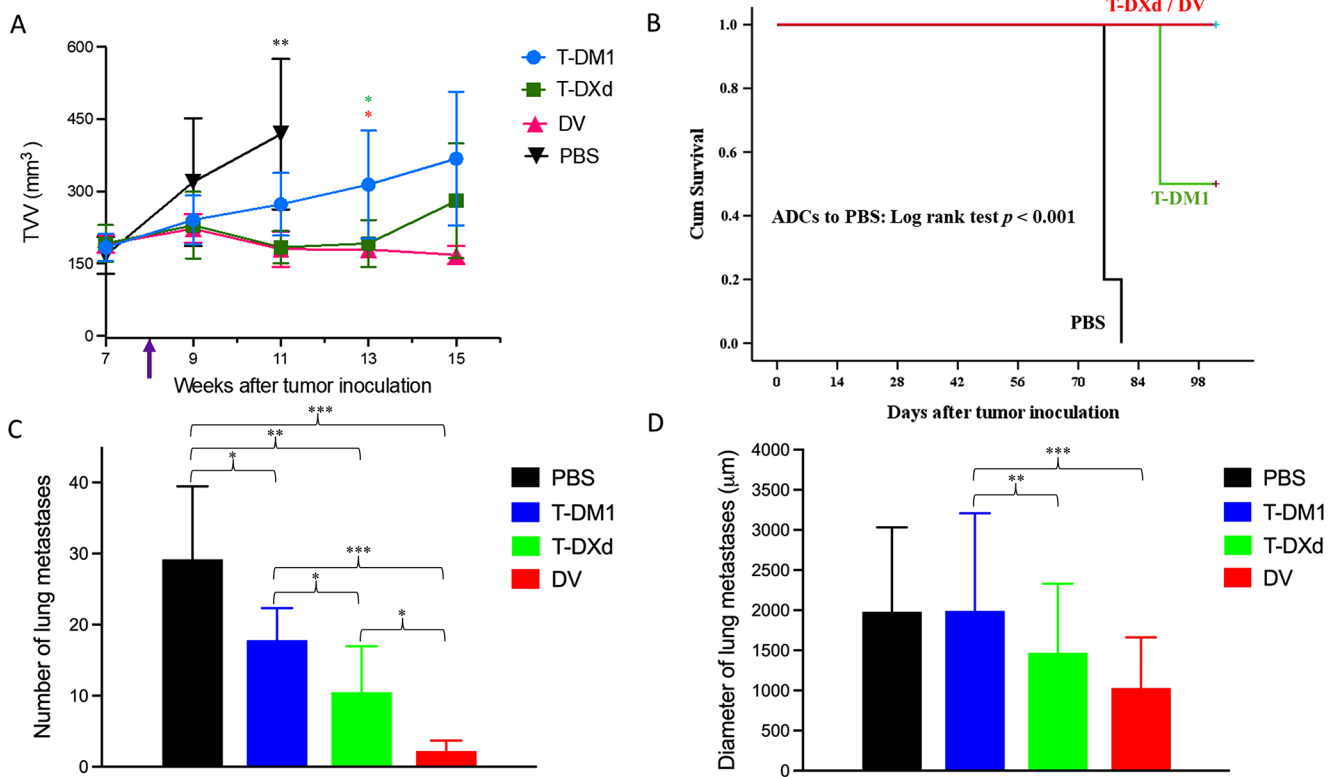 A
600
450
300
150
0
TVV (mm³)
**
*
*
7
9
11
13
15
Weeks after tumor inoculation
T-DM1
T-DXd
DV
PBS
B
T-DXd / DV
1.0
0.8
0.6
0.4
0.2
0.0
Cum Survival
ADCs to PBS: Log rank test p < 0.001
T-DM1
PBS
0
14
28
42
56
70
84
98
Days after tumor inoculation
C
***
**
*
***
*
*
40
30
20
10
0
Number of lung metastases
PBS
T-DM1
T-DXd
DV
D
***
**
4000
3500
3000
2500
2000
1500
1000
500
0
Diameter of lung metastases (μm)
PBS
T-DM1
T-DXd
DV